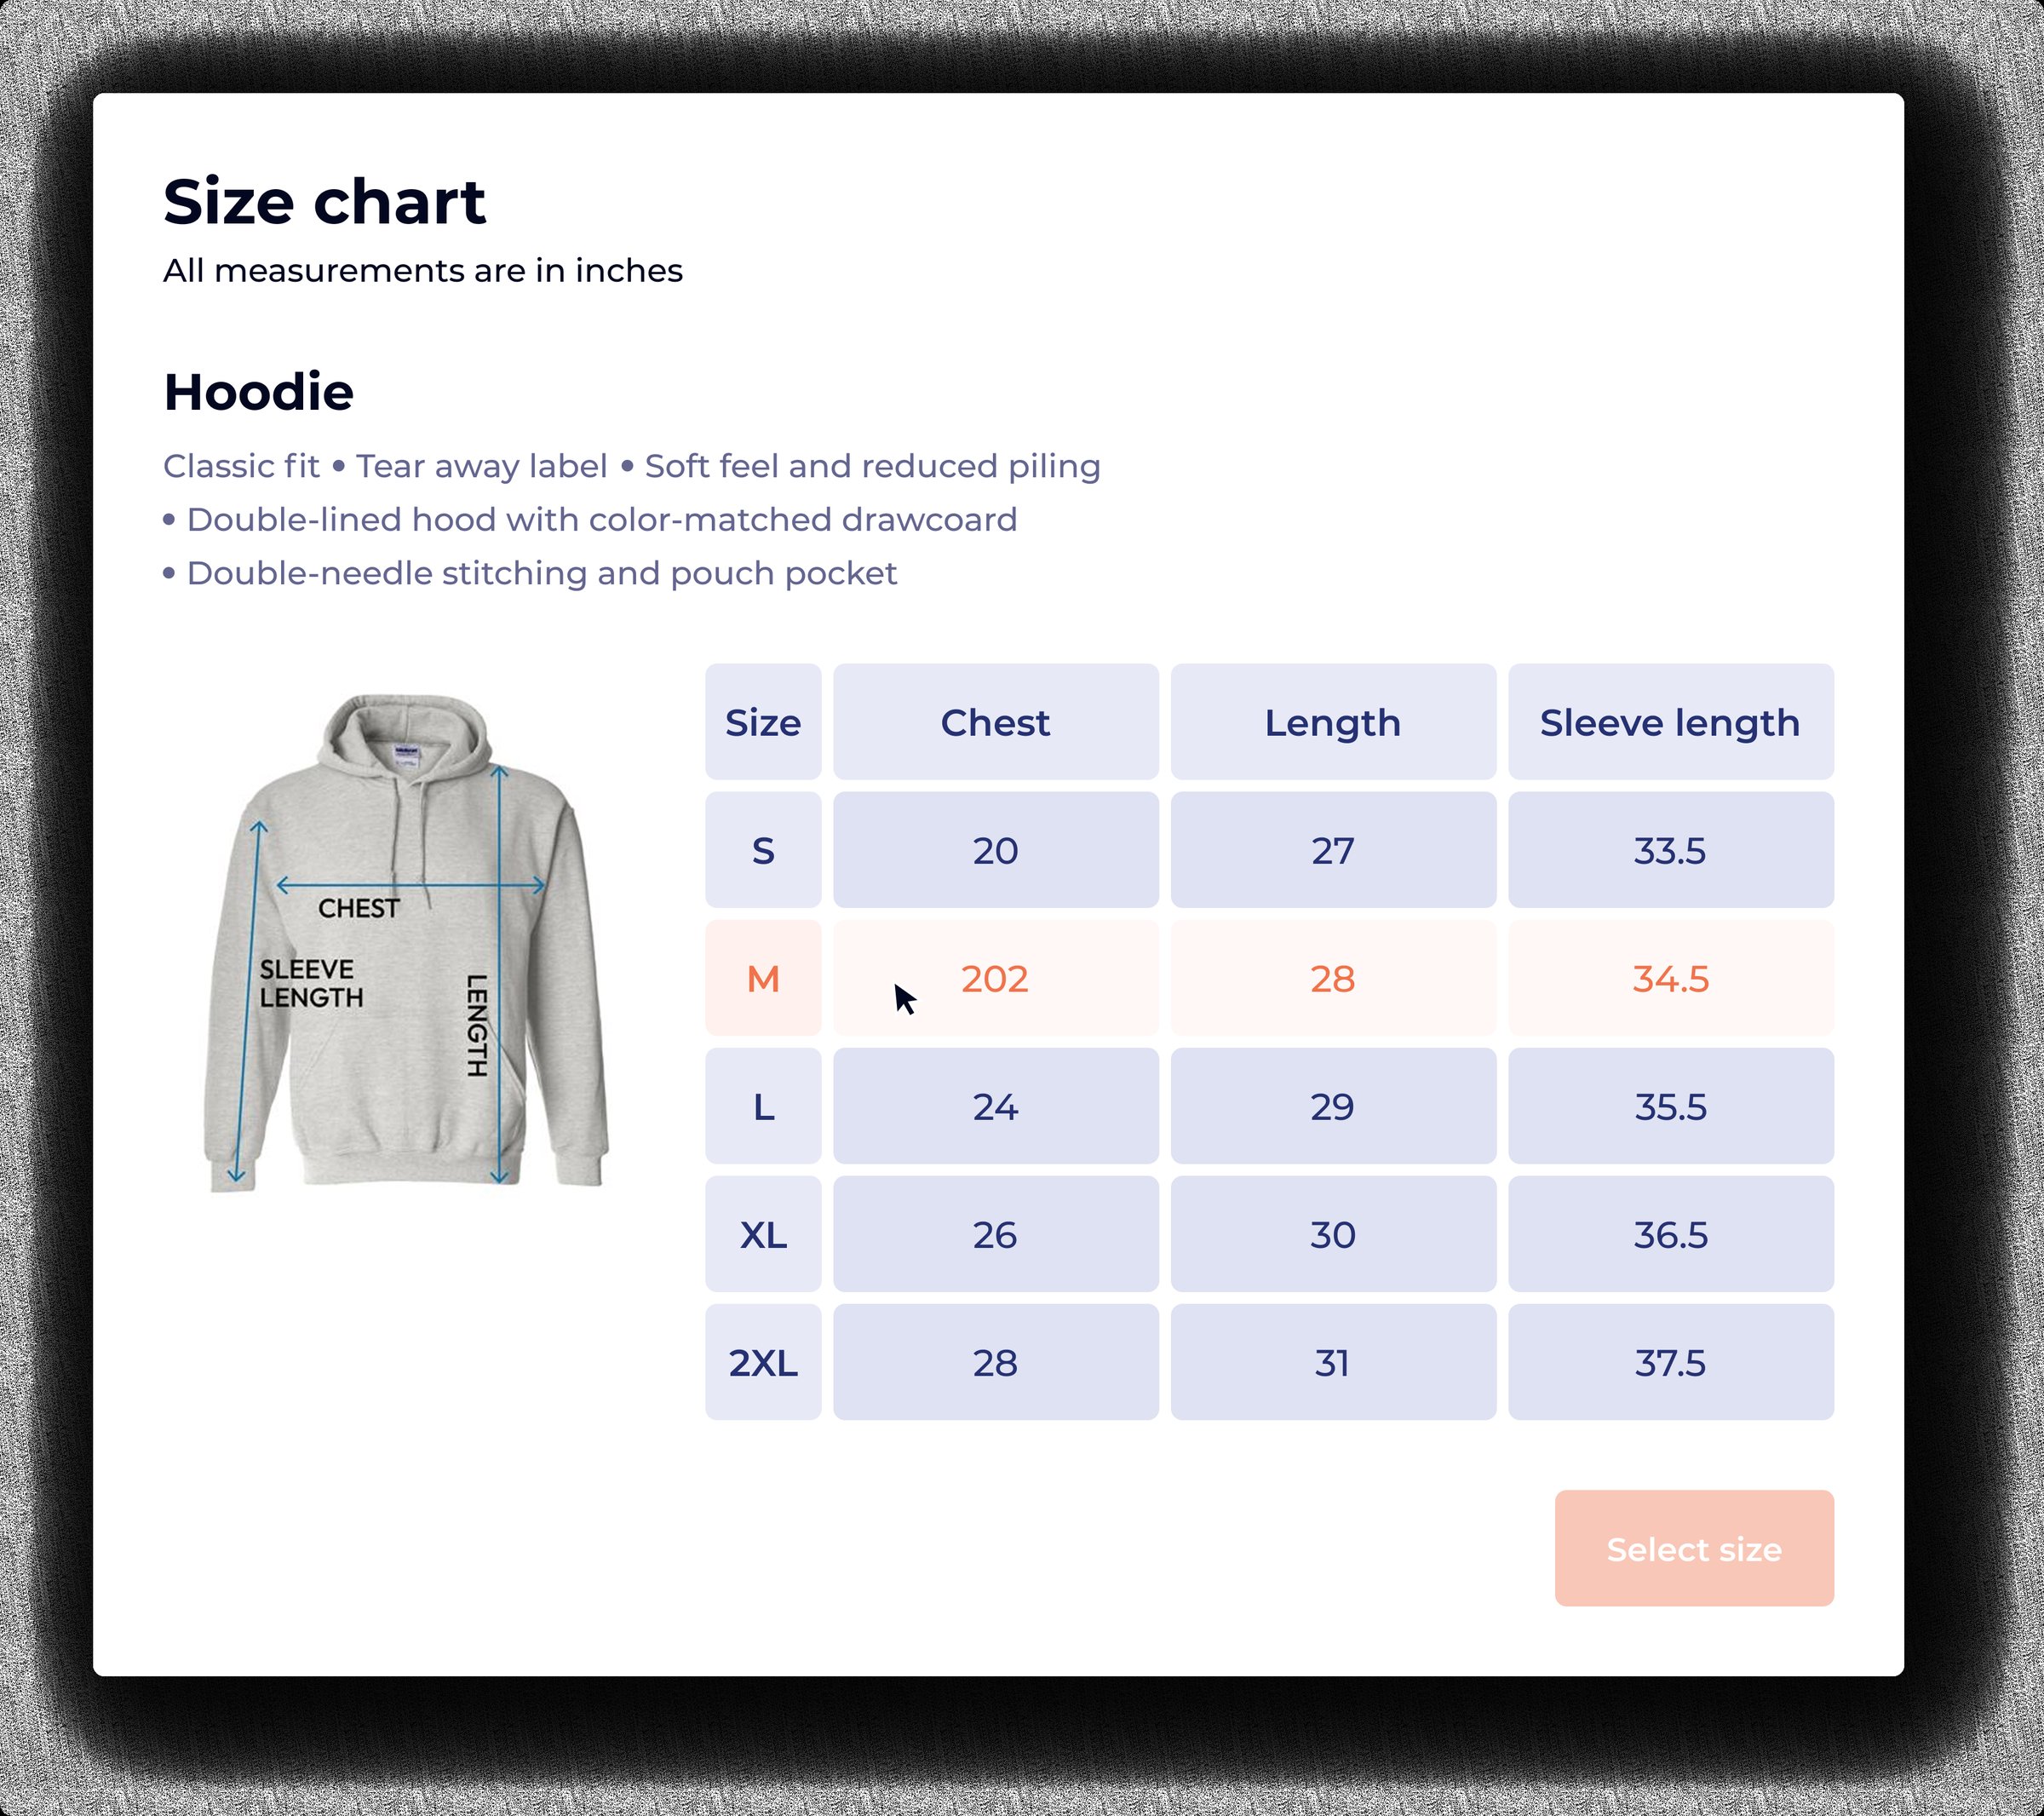 Size chart
All measurements are in inches
Hoodie
Classic fit • Tear away label • Soft feel and reduced piling
• Double-lined hood with color-matched drawcoard
• Double-needle stitching and pouch pocket
CHEST
SLEEVE
LENGTH
LENGTH
Size Chest Length Sleeve length
S 20 27 33.5
M 202 28 34.5
L 24 29 35.5
XL 26 30 36.5
2XL 28 31 37.5
Select size